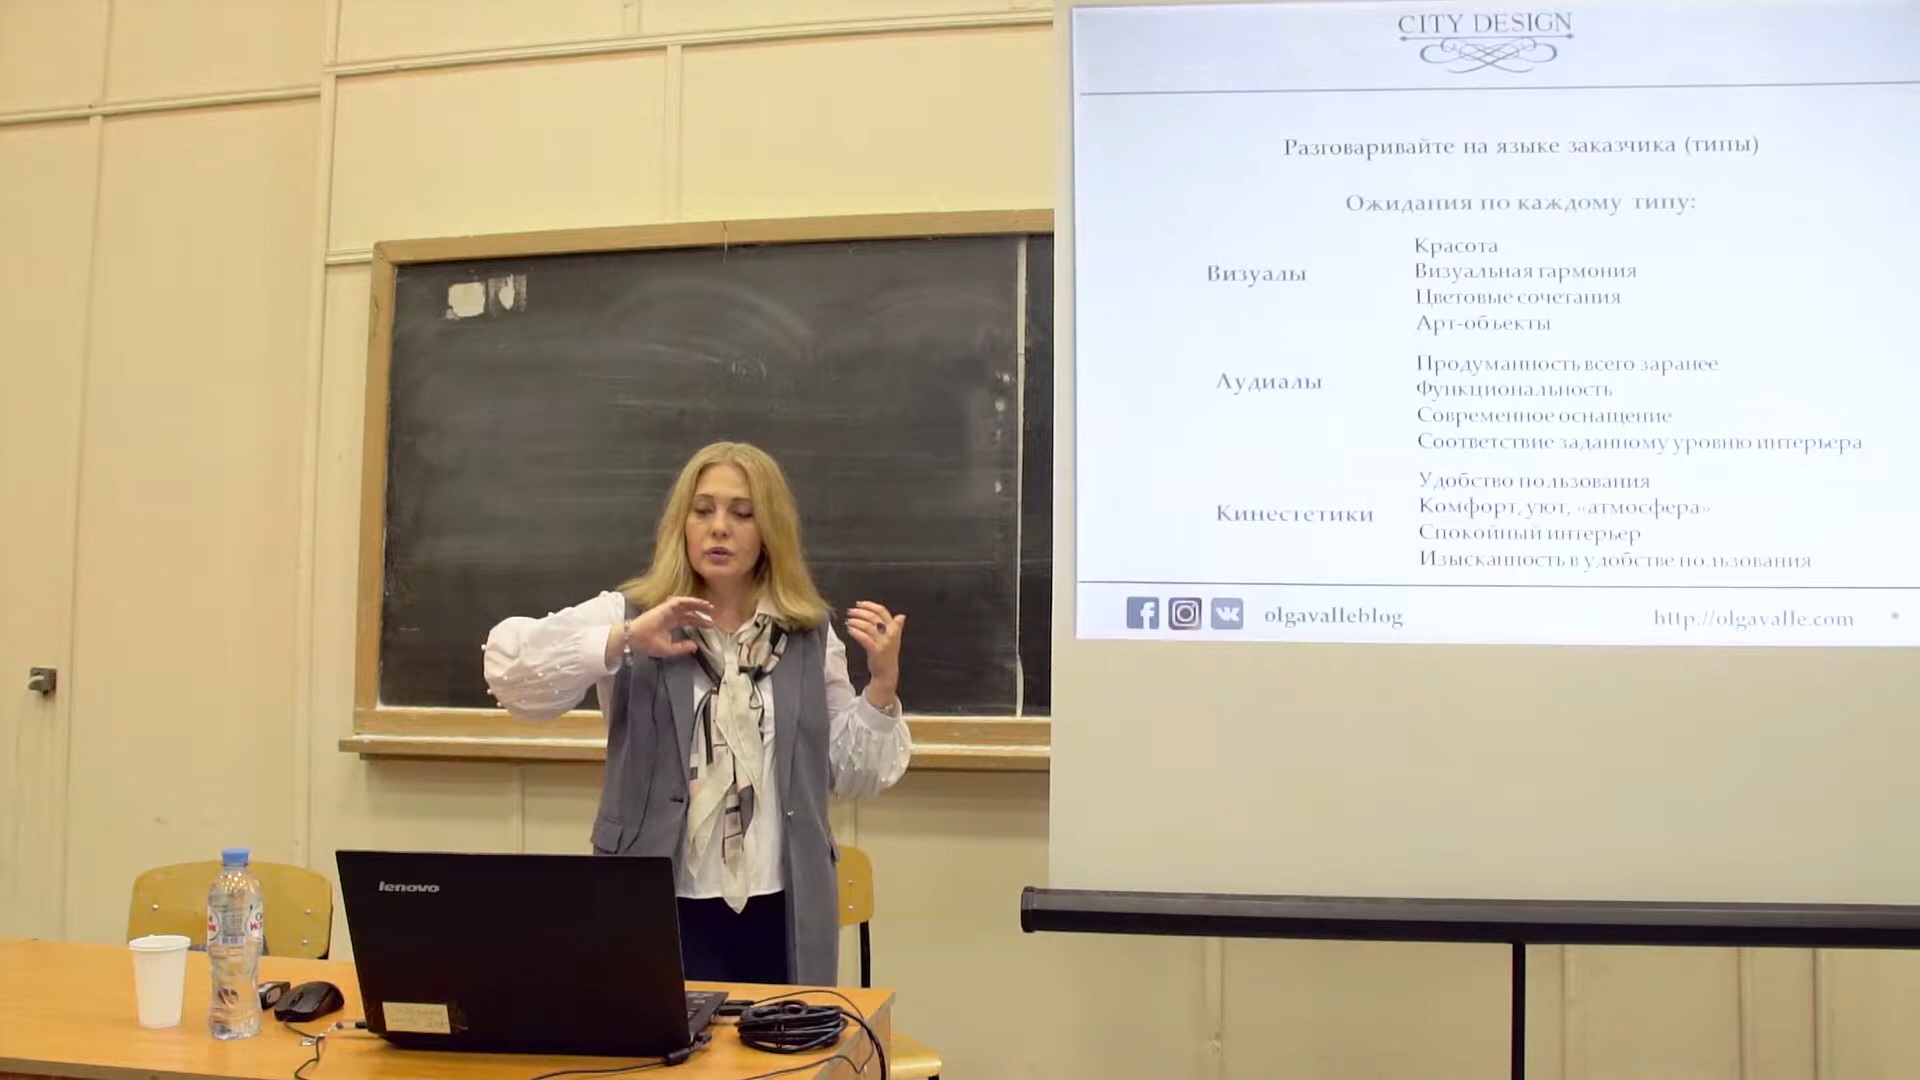 CITY DESIGN
Разговаривайте на языке заказчика (типы)
Ожидания по каждому типу:
Визуалы
Красота
Визуальная гармония
Цветовые сочетания
Арт-объекты
Аудиалы
Продуманность всего заранее
Функциональность
Современное оснащение
Соответствие заданному уровню интерьера
Кинестетики
Удобство пользования
Комфорт, уют, «атмосфера»
Спокойный интерьер
Изысканность в удобстве пользования
olgavalleblog
http://olgavalle.com
lenovo